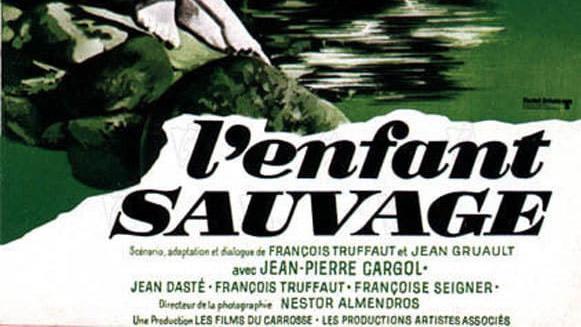 l'enfant
SAUVAGE
Scénario, adaptation et dialogue de FRANÇOIS TRUFFAUT et JEAN GRUAULT
avec JEAN-PIERRE CARGOL·
JEAN DASTÉ · FRANÇOIS TRUFFAUT · FRANÇOISE SEIGNER·
Directeur de la photographie NESTOR ALMENDROS
Une Production LES FILMS DU CARROSSE - LES PRODUCTIONS ARTISTES ASSOCIÉS